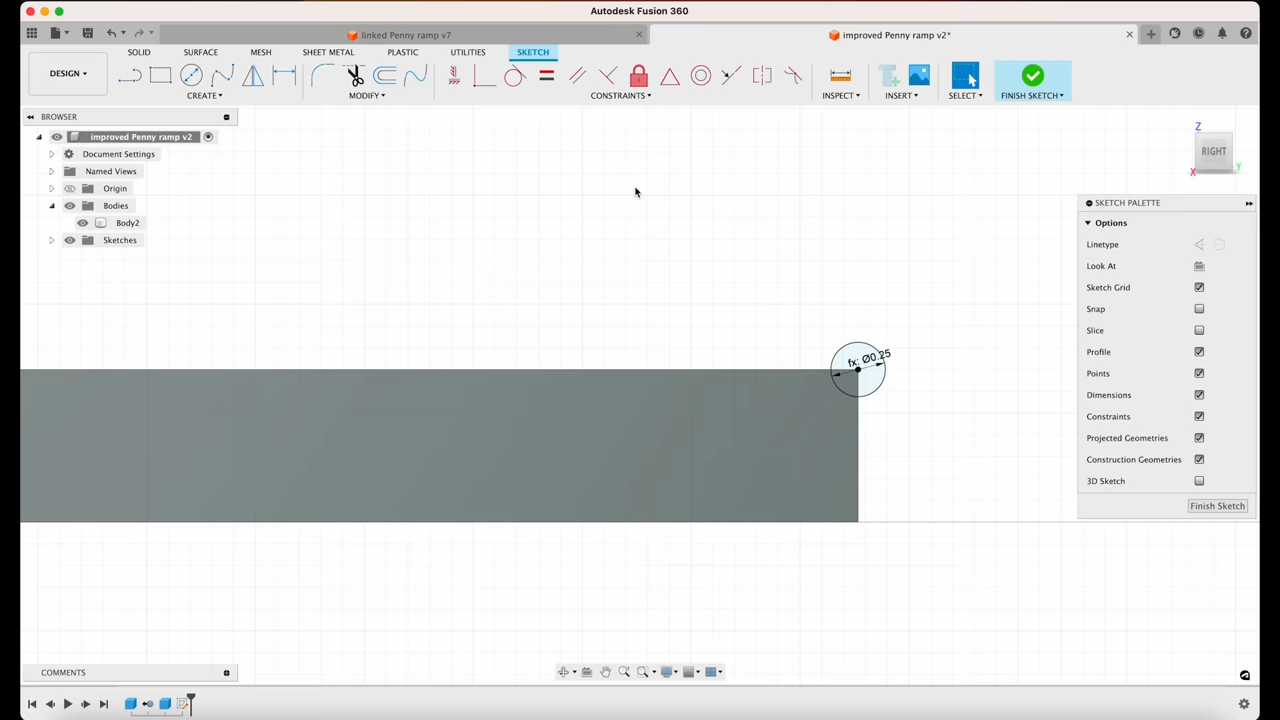 Autodesk Fusion 360
linked Penny ramp v7
improved Penny ramp v2*
SOLID SURFACE MESH SHEET METAL PLASTIC UTILITIES SKETCH
DESIGN
CREATE MODIFY CONSTRAINTS INSPECT INSERT SELECT FINISH SKETCH
BROWSER
improved Penny ramp v2
Document Settings
Named Views
Origin
Bodies
Body2
Sketches
Z
RIGHT
X Y
SKETCH PALETTE
Options
Linetype
Look At
Sketch Grid
Snap
Slice
Profile
Points
Dimensions
Constraints
Projected Geometries
Construction Geometries
3D Sketch
Finish Sketch
fx: Ø0.25
COMMENTS